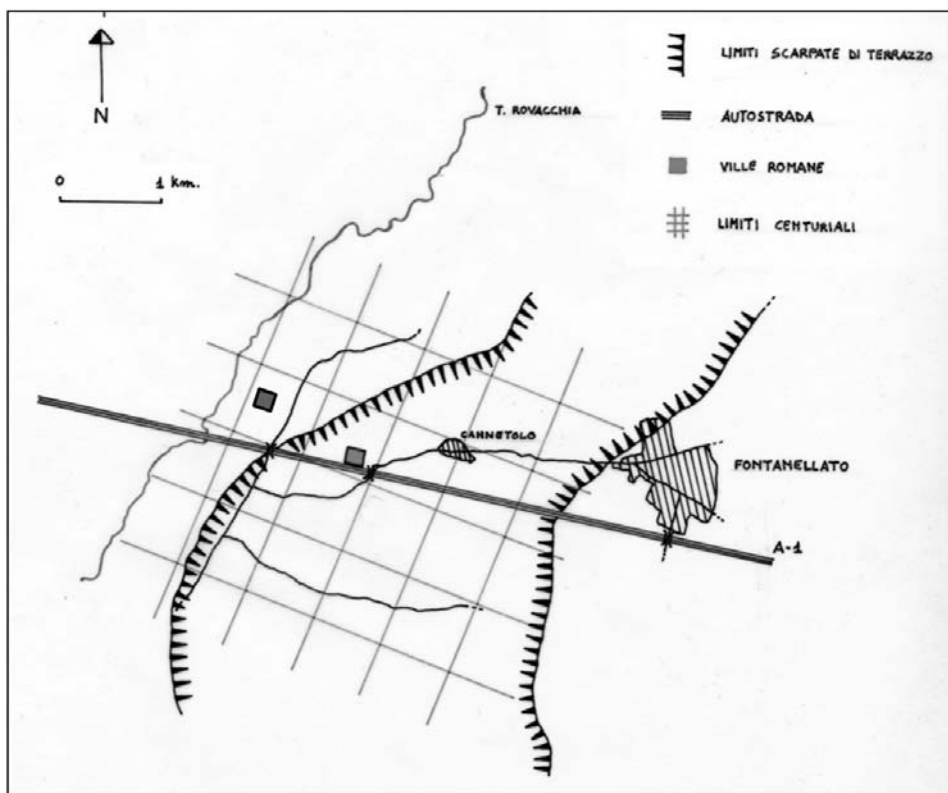 N
0 1 km.
T. ROVACCHIA
LIMITI SCARPATE DI TERRAZZO
AUTOSTRADA
VILLE ROMANE
LIMITI CENTURIALI
CANNETOLO
FONTANELLATO
A-1